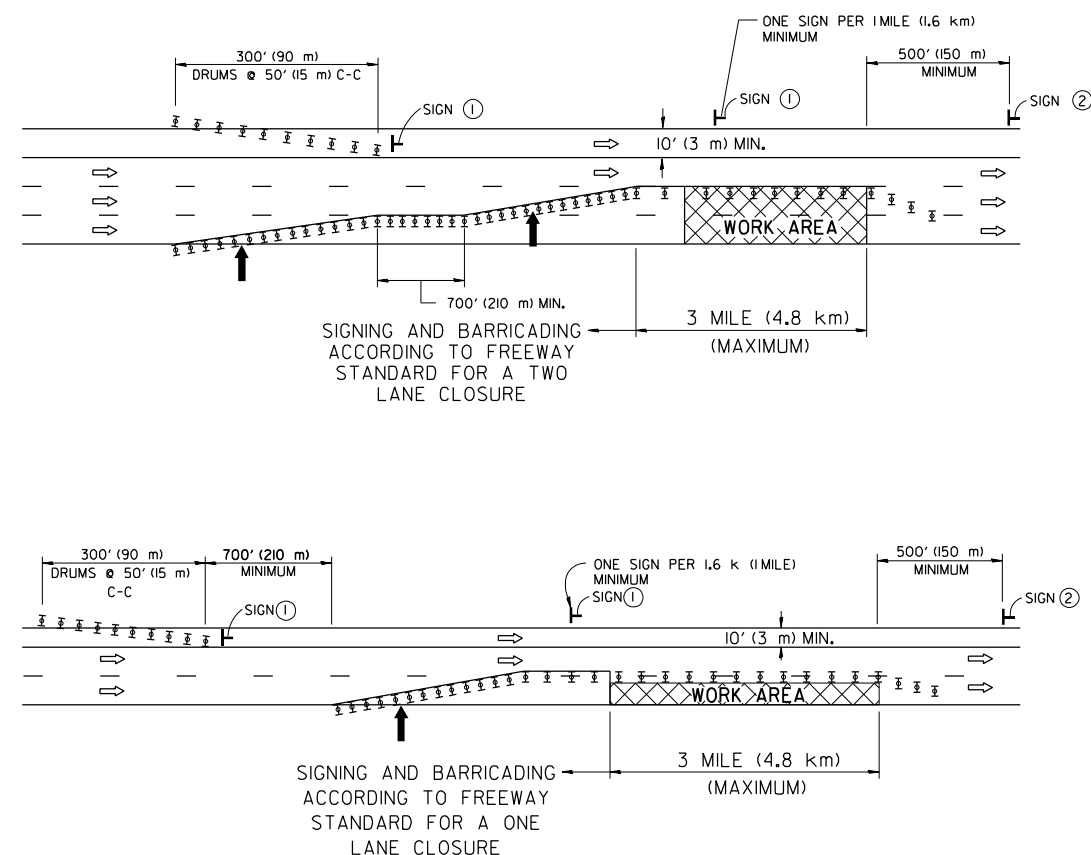 ONE SIGN PER 1 MILE (1.6 km)
MINIMUM
300' (90 m)
DRUMS @ 50' (15 m) C-C
500' (150 m)
MINIMUM
SIGN 1
SIGN 1
SIGN 2
10' (3 m) MIN.
WORK AREA
700' (210 m) MIN.
SIGNING AND BARRICADING
ACCORDING TO FREEWAY
STANDARD FOR A TWO
LANE CLOSURE
3 MILE (4.8 km)
(MAXIMUM)
300' (90 m)
DRUMS @ 50' (15 m)
C-C
700' (210 m)
MINIMUM
ONE SIGN PER 1.6 k (1 MILE)
MINIMUM
SIGN 1
500' (150 m)
MINIMUM
SIGN 1
SIGN 2
10' (3 m) MIN.
WORK AREA
SIGNING AND BARRICADING
ACCORDING TO FREEWAY
STANDARD FOR A ONE
LANE CLOSURE
3 MILE (4.8 km)
(MAXIMUM)